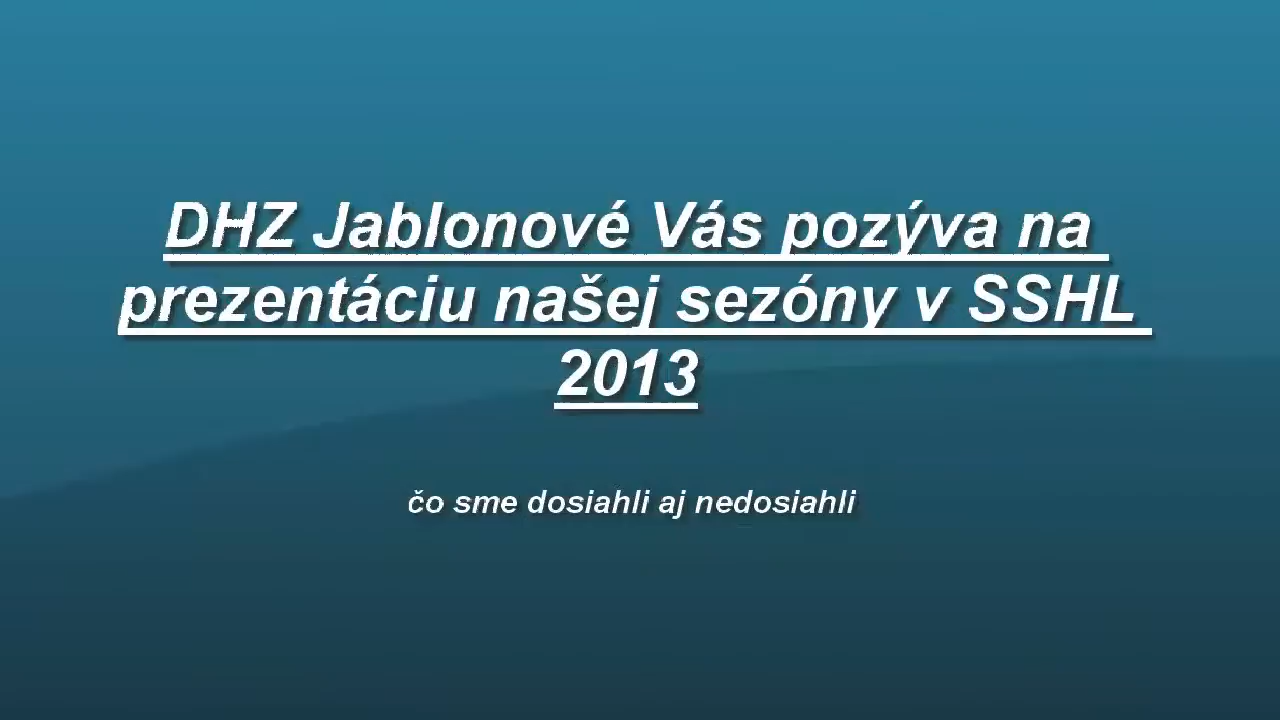 DHZ Jablonové Vás pozýva na
prezentáciu našej sezóny v SSHL
2013
čo sme dosiahli aj nedosiahli